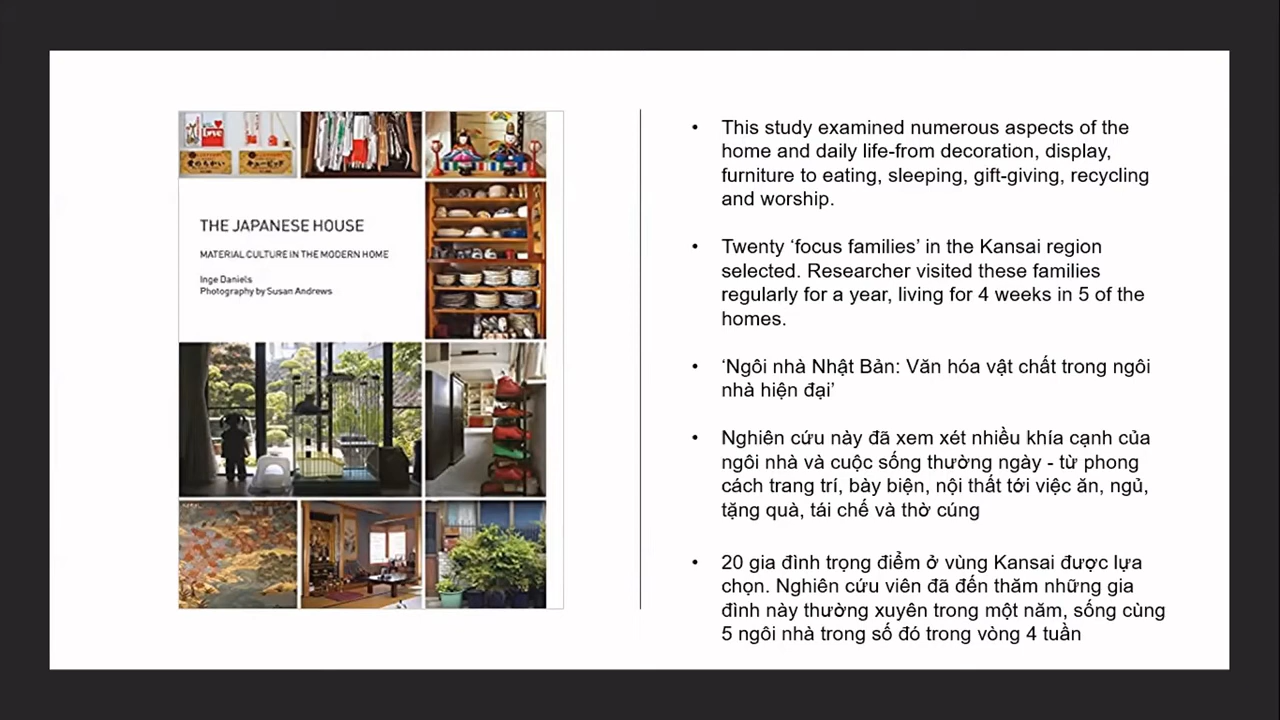 Love
THE JAPANESE HOUSE
MATERIAL CULTURE IN THE MODERN HOME
Inge Daniels
Photography by Susan Andrews
• This study examined numerous aspects of the
home and daily life-from decoration, display,
furniture to eating, sleeping, gift-giving, recycling
and worship.
• Twenty ‘focus families’ in the Kansai region
selected. Researcher visited these families
regularly for a year, living for 4 weeks in 5 of the
homes.
• ‘Ngôi nhà Nhật Bản: Văn hóa vật chất trong ngôi
nhà hiện đại’
• Nghiên cứu này đã xem xét nhiều khía cạnh của
ngôi nhà và cuộc sống thường ngày - từ phong
cách trang trí, bày biện, nội thất tới việc ăn, ngủ,
tặng quà, tái chế và thờ cúng
• 20 gia đình trọng điểm ở vùng Kansai được lựa
chọn. Nghiên cứu viên đã đến thăm những gia
đình này thường xuyên trong một năm, sống cùng
5 ngôi nhà trong số đó trong vòng 4 tuần